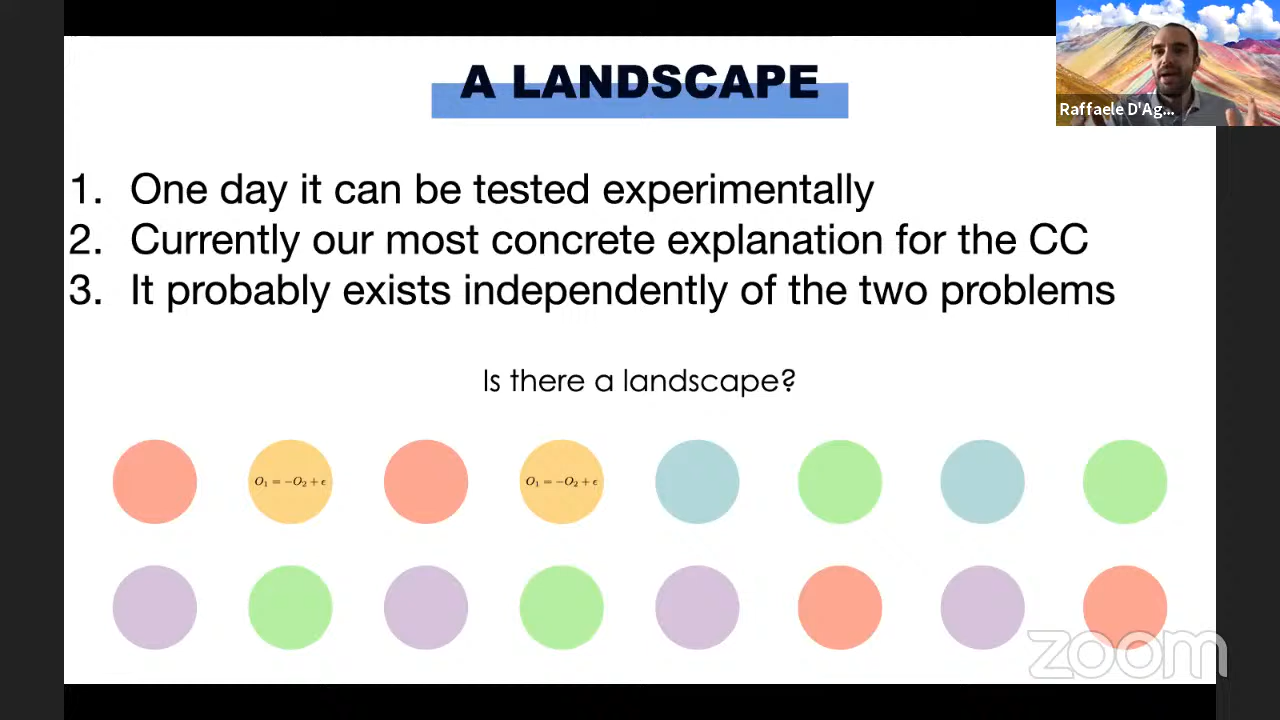 A LANDSCAPE
Raffaele D'Ag...
1. One day it can be tested experimentally
2. Currently our most concrete explanation for the CC
3. It probably exists independently of the two problems
Is there a landscape?
O₁ = −O₂ + ϵ
O₁ = −O₂ + ϵ
zoom